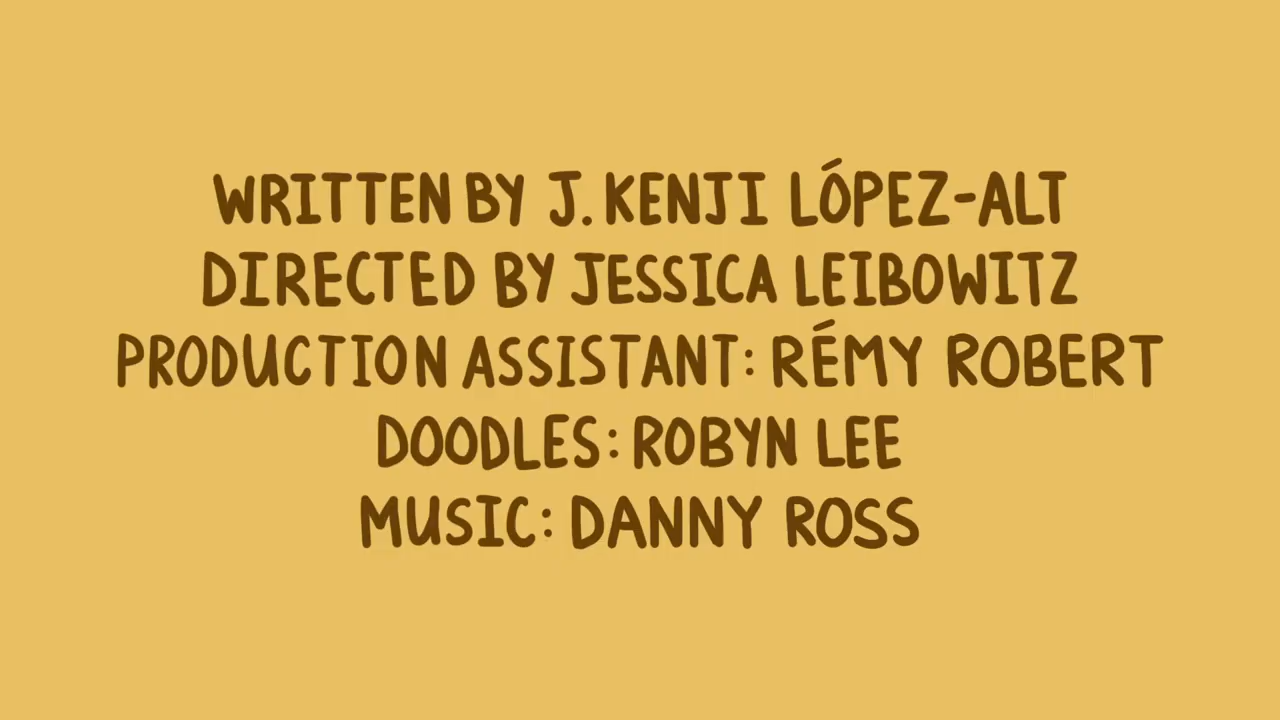 WRITTEN BY J. KENJI LÓPEZ-ALT
DIRECTED BY JESSICA LEIBOWITZ
PRODUCTION ASSISTANT: RÉMY ROBERT
DOODLES: ROBYN LEE
MUSIC: DANNY ROSS